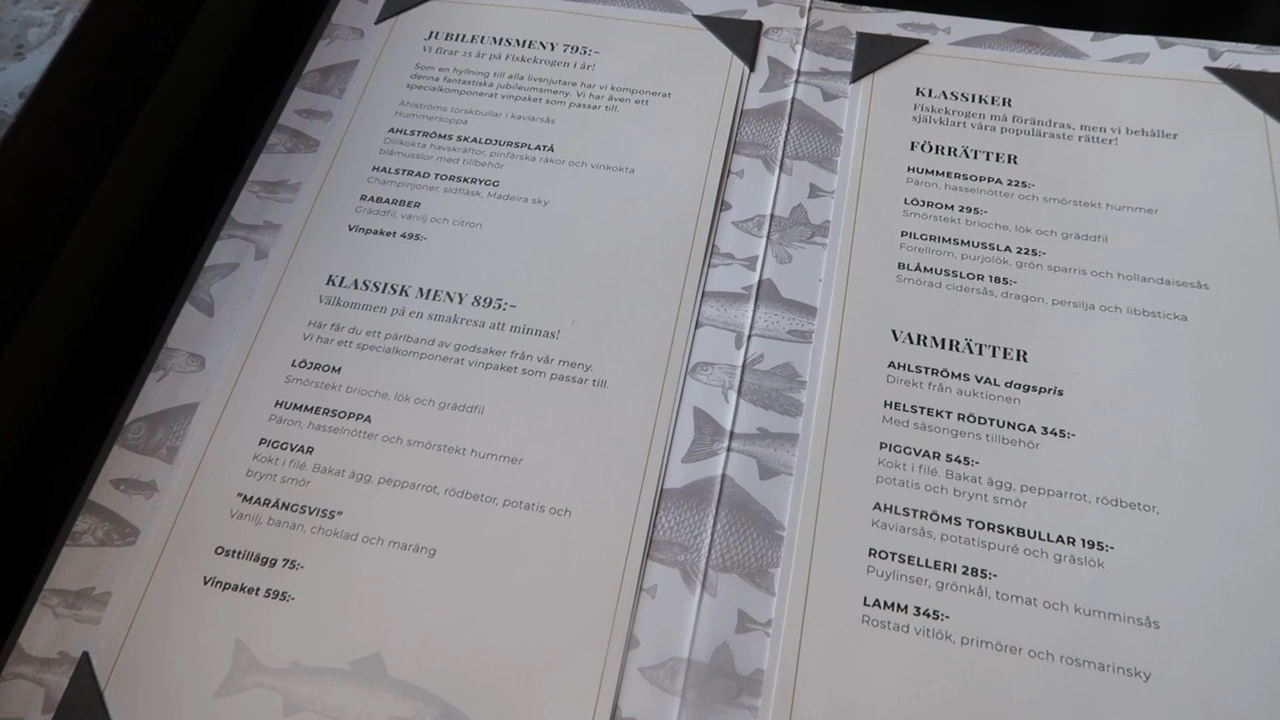 JUBILEUMSMENY 795:-
Vi firar 25 år på Fiskekrogen i år!
Som en hyllning till alla livsnjutare har vi komponerat
denna fantastiska jubileumsmeny. Vi har även ett
specialkomponerat vinpaket som passar till.
Ahlströms torskbullar i kaviarsås
Hummersoppa
AHLSTRÖMS SKALDJURSPLATÅ
Dillkokta havskräftor, pinfärska räkor och vinkokta
blåmusslor med tillbehör
HALSTRAD TORSKRYGG
Champinjoner, sidfläsk, Madeira sky
RABARBER
Gräddfil, vanilj och citron
Vinpaket 495:-
KLASSISK MENY 895:-
Välkommen på en smakresa att minnas!
Här får du ett pärlband av godsaker från vår meny.
Vi har ett specialkomponerat vinpaket som passar till.
LÖJROM
Smörstekt brioche, lök och gräddfil
HUMMERSOPPA
Päron, hasselnötter och smörstekt hummer
PIGGVAR
Kokt i filé. Bakat ägg, pepparrot, rödbetor, potatis och
brynt smör
"MARÄNGSVISS"
Vanilj, banan, choklad och maräng
Osttillägg 75:-
Vinpaket 595:-
KLASSIKER
Fiskekrogen må förändras, men vi behåller
självklart våra populäraste rätter!
FÖRRÄTTER
HUMMERSOPPA 225:-
Päron, hasselnötter och smörstekt hummer
LÖJROM 295:-
Smörstekt brioche, lök och gräddfil
PILGRIMSMUSSLA 225:-
Forellrom, purjolök, grön sparris och hollandaisesås
BLÅMUSSLOR 185:-
Smörad cidersås, dragon, persilja och libbsticka
VARMRÄTTER
AHLSTRÖMS VAL dagspris
Direkt från auktionen
HELSTEKT RÖDTUNGA 345:-
Med säsongens tillbehör
PIGGVAR 545:-
Kokt i filé. Bakat ägg, pepparrot, rödbetor,
potatis och brynt smör
AHLSTRÖMS TORSKBULLAR 195:-
Kaviarsås, potatispuré och gräslök
ROTSELLERI 285:-
Puylinser, grönkål, tomat och kumminsås
LAMM 345:-
Rostad vitlök, primörer och rosmarinsky